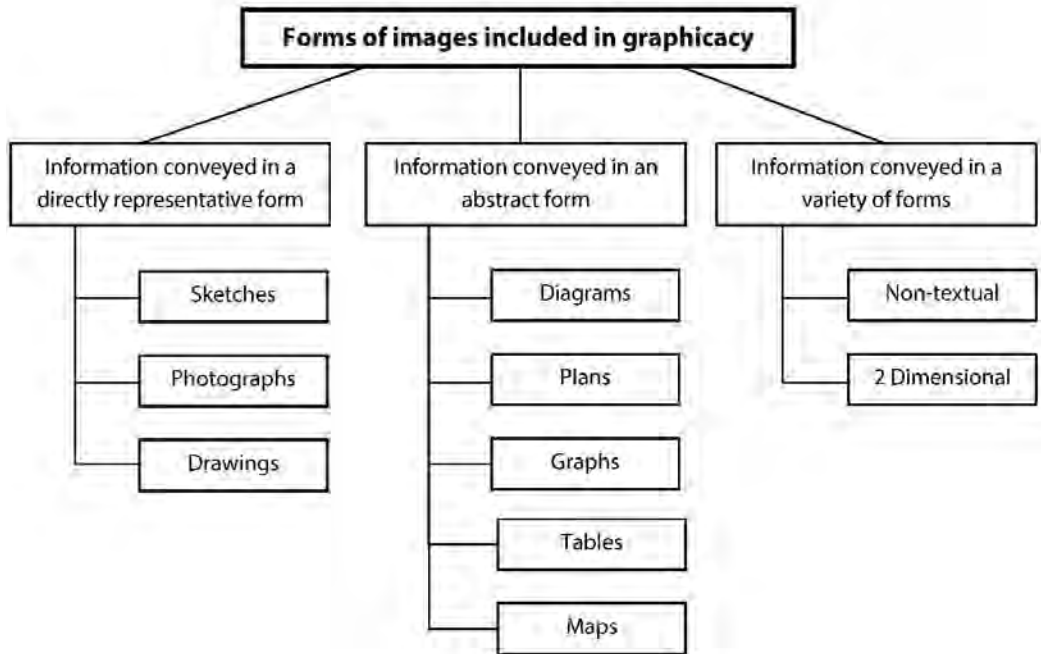 Forms of images included in graphicacy
Information conveyed in a
directly representative form
Sketches
Photographs
Drawings
Information conveyed in an
abstract form
Diagrams
Plans
Graphs
Tables
Maps
Information conveyed in a
variety of forms
Non-textual
2 Dimensional